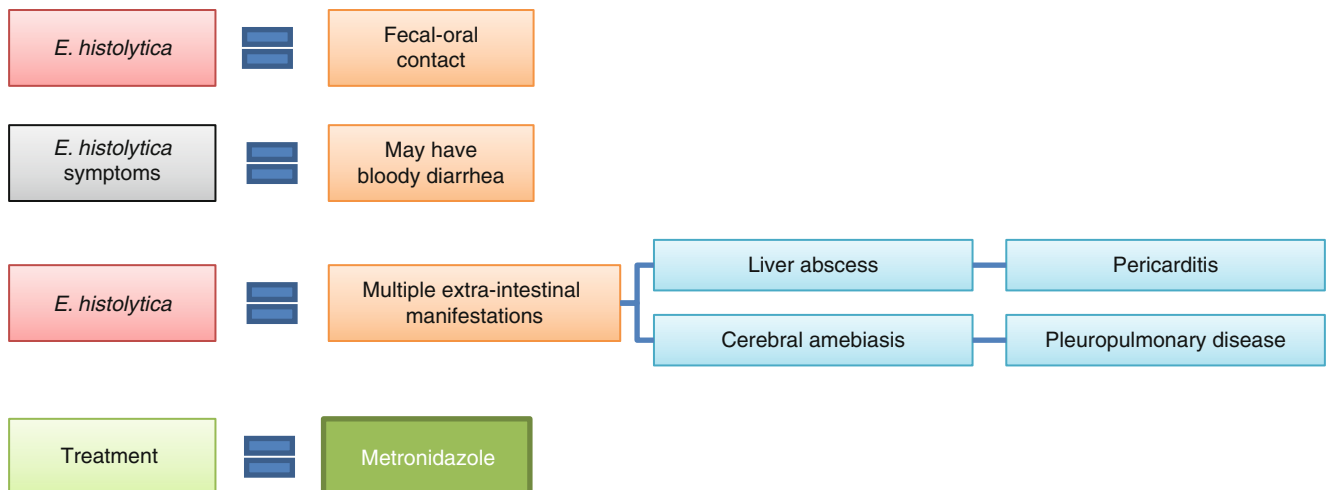 E. histolytica
Fecal-oral
contact
E. histolytica
symptoms
May have
bloody diarrhea
E. histolytica
Multiple extra-intestinal
manifestations
Liver abscess
Pericarditis
Cerebral amebiasis
Pleuropulmonary disease
Treatment
Metronidazole